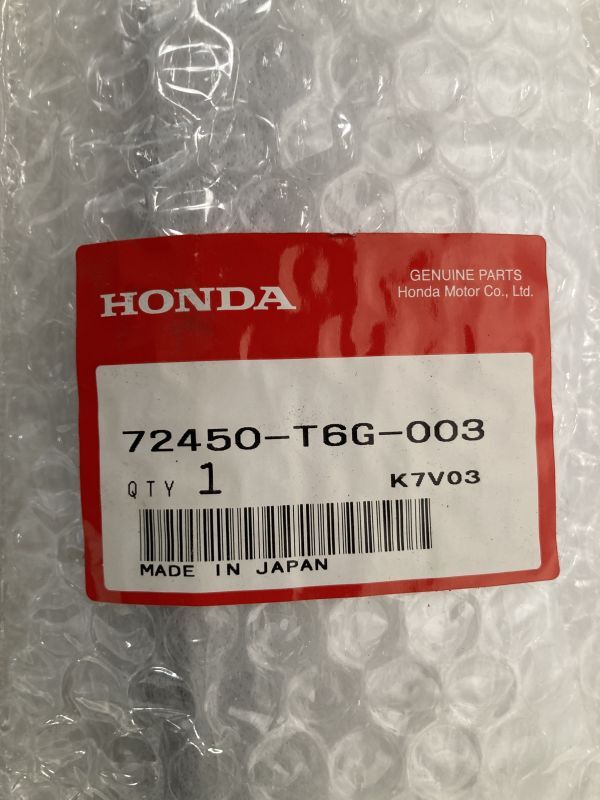 HONDA
GENUINE PARTS
Honda Motor Co., Ltd.
72450-T6G-003
QTY 1
K7V03
MADE IN JAPAN